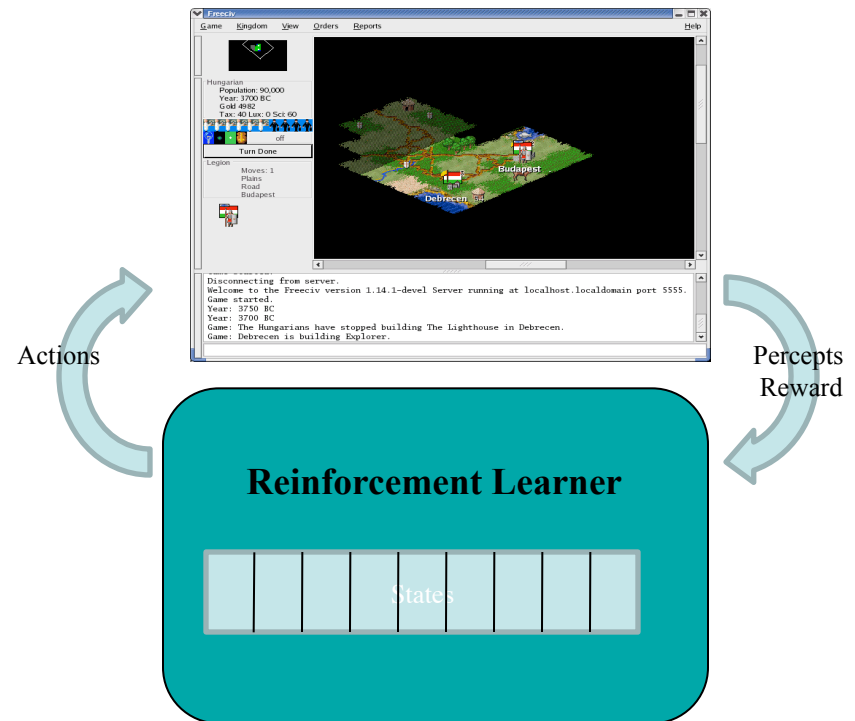 Freeciv
Game Kingdom View Orders Reports Help
Hungarian
Population: 90,000
Year: 3700 BC
Gold 4982
Tax: 40 Lux: 0 Sci: 60
off
Turn Done
Legion
Moves: 1
Plains
Road
Budapest
Budapest
Debrecen
Disconnecting from server.
Welcome to the Freeciv version 1.14.1-devel Server running at localhost.localdomain port 5555.
Game started.
Year: 3750 BC
Year: 3700 BC
Game: The Hungarians have stopped building The Lighthouse in Debrecen.
Game: Debrecen is building Explorer.
Actions
Percepts
Reward
Reinforcement Learner
States